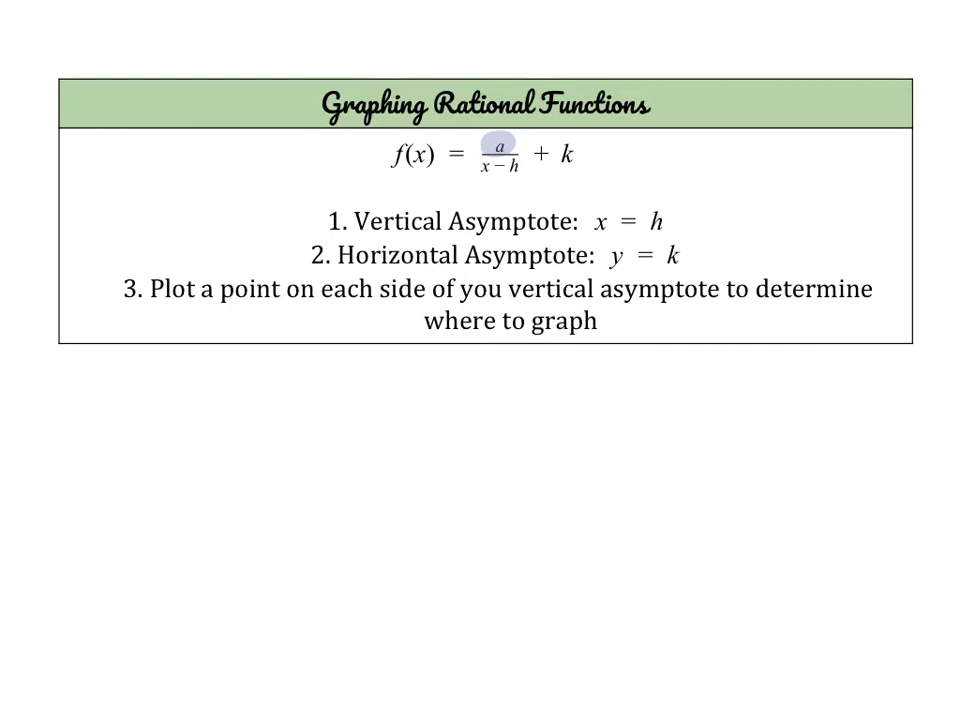 Graphing Rational Functions
f(x) = a/(x − h) + k
1. Vertical Asymptote: x = h
2. Horizontal Asymptote: y = k
3. Plot a point on each side of you vertical asymptote to determine
where to graph